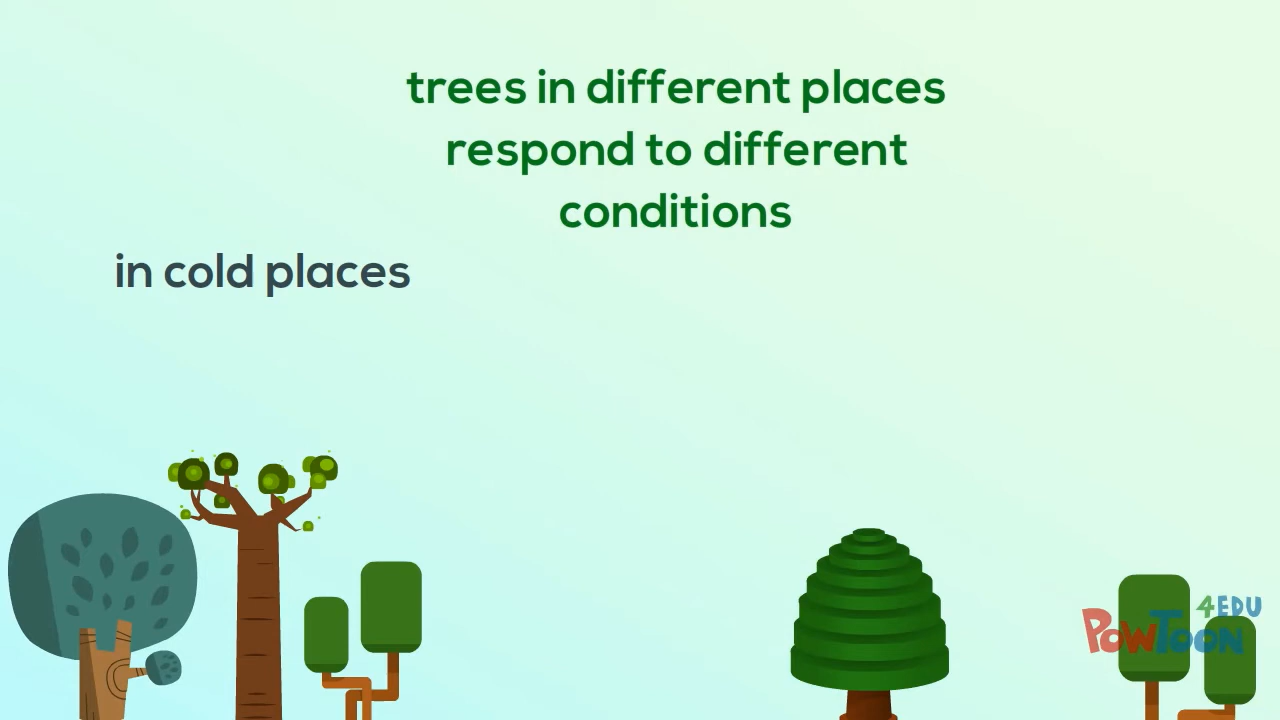 trees in different places
respond to different
conditions
in cold places
4EDU
POWTOON